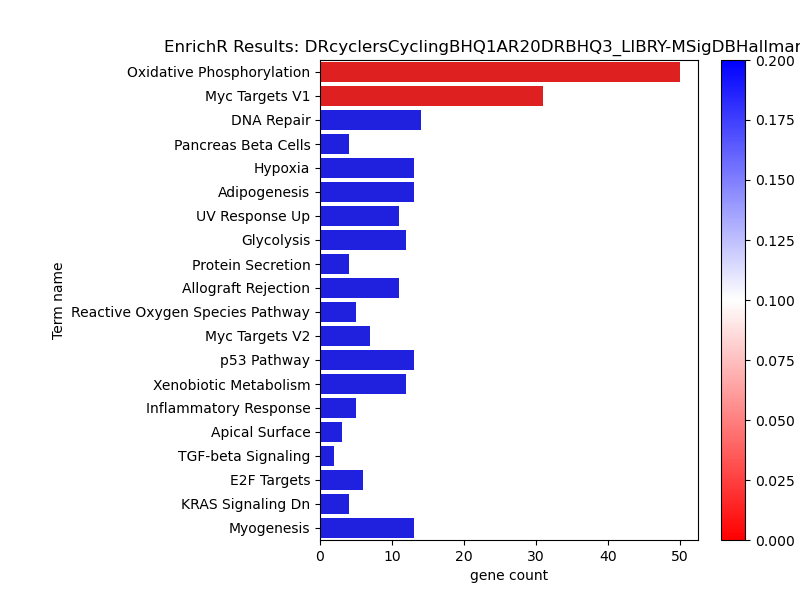 EnrichR Results: DRcyclersCyclingBHQ1AR20DRBHQ3_LIBRY-MSigDBHallmar
Oxidative Phosphorylation
Myc Targets V1
DNA Repair
Pancreas Beta Cells
Hypoxia
Adipogenesis
UV Response Up
Glycolysis
Protein Secretion
Allograft Rejection
Reactive Oxygen Species Pathway
Myc Targets V2
p53 Pathway
Xenobiotic Metabolism
Inflammatory Response
Apical Surface
TGF-beta Signaling
E2F Targets
KRAS Signaling Dn
Myogenesis
Term name
0 10 20 30 40 50
gene count
0.200
0.175
0.150
0.125
0.100
0.075
0.050
0.025
0.000